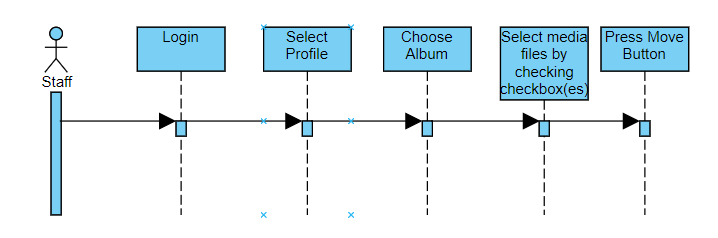 Staff
Login
Select
Profile
Choose
Album
Select media
files by
checking
checkbox(es)
Press Move
Button